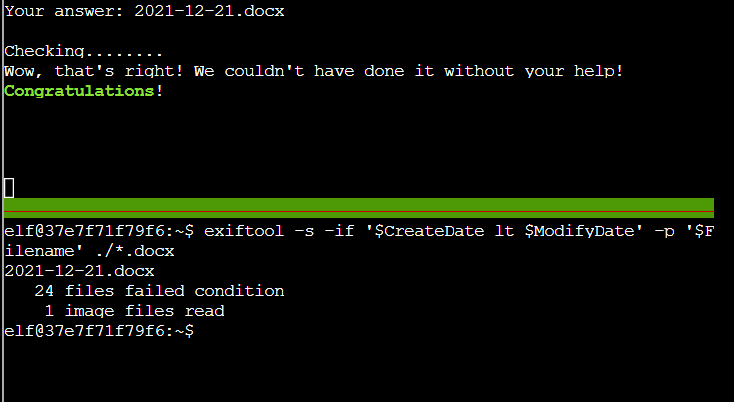 Your answer: 2021-12-21.docx
Checking........
Wow, that's right! We couldn't have done it without your help!
Congratulations!
elf@37e7f71f79f6:~$ exiftool -s -if '$CreateDate lt $ModifyDate' -p '$F
ilename' ./*.docx
2021-12-21.docx
24 files failed condition
1 image files read
elf@37e7f71f79f6:~$